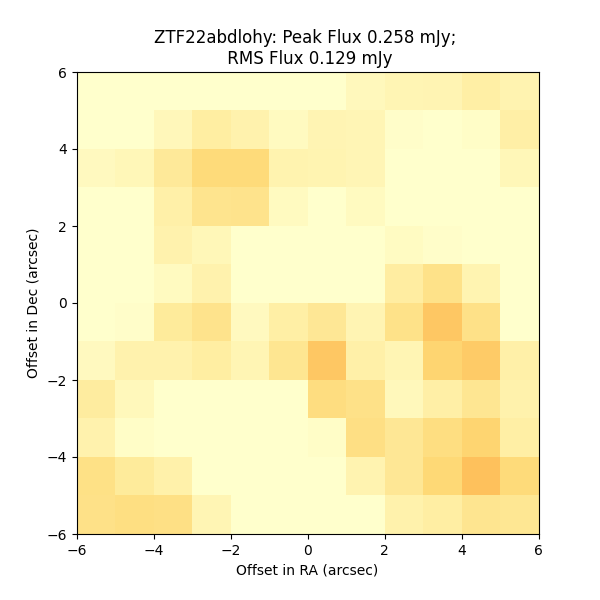 ZTF22abdlohy: Peak Flux 0.258 mJy;
RMS Flux 0.129 mJy
6
4
2
0
−2
−4
−6
Offset in Dec (arcsec)
−6 −4 −2 0 2 4 6
Offset in RA (arcsec)